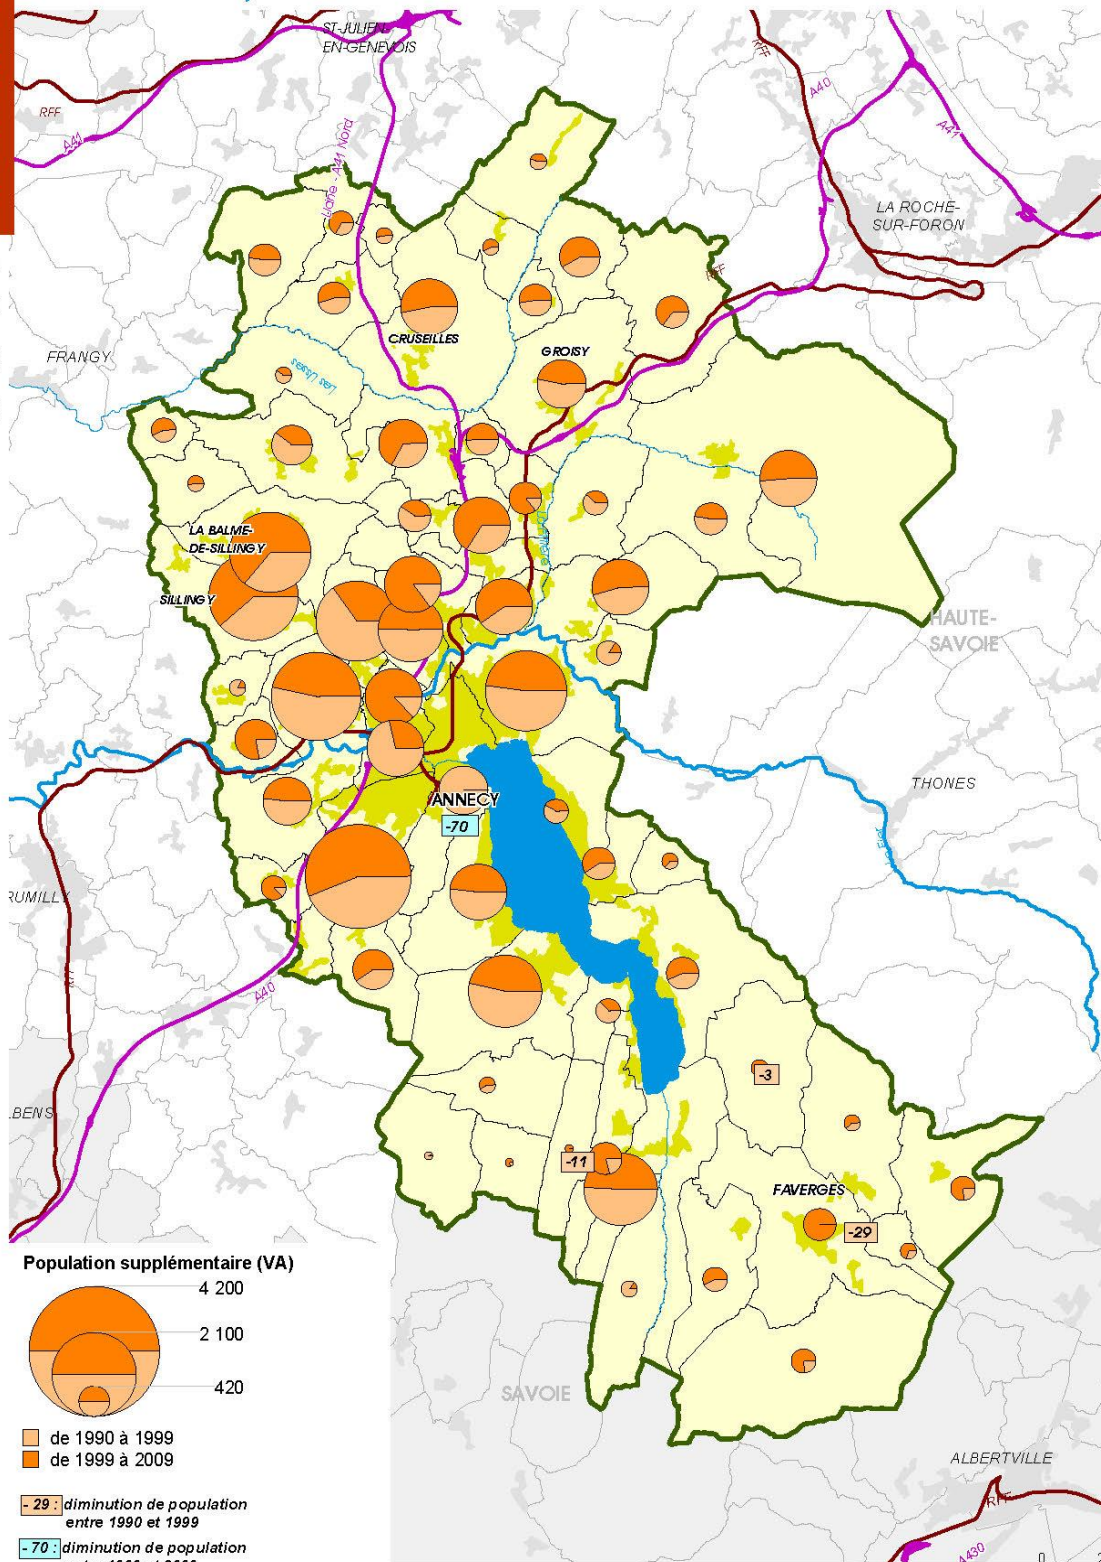 ST-JULIEN-
EN-GENEVOIS
RFF
A41
Liane - A41 Nord
RFF
A40
A41
LA ROCHE-
SUR-FORON
RFF
FRANGY
CRUSEILLES
GROISY
Les Usses
LA BALME-
DE-SILLINGY
SILLINGY
HAUTE-
SAVOIE
THONES
ANNECY
-70
RUMILLY
A40
ALBENS
-3
-11
FAVERGES
-29
Population supplémentaire (VA)
4 200
2 100
420
de 1990 à 1999
de 1999 à 2009
- 29 : diminution de population
entre 1990 et 1999
- 70 : diminution de population
SAVOIE
ALBERTVILLE
RFF
A430
0